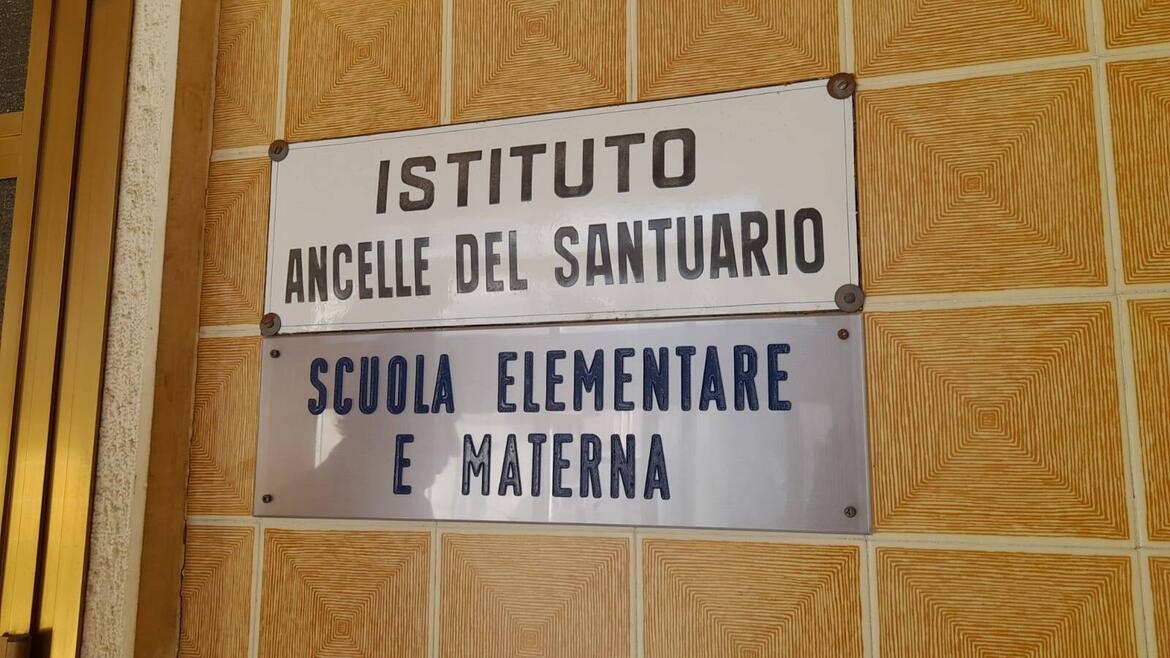 ISTITUTO
ANCELLE DEL SANTUARIO
SCUOLA ELEMENTARE
E MATERNA